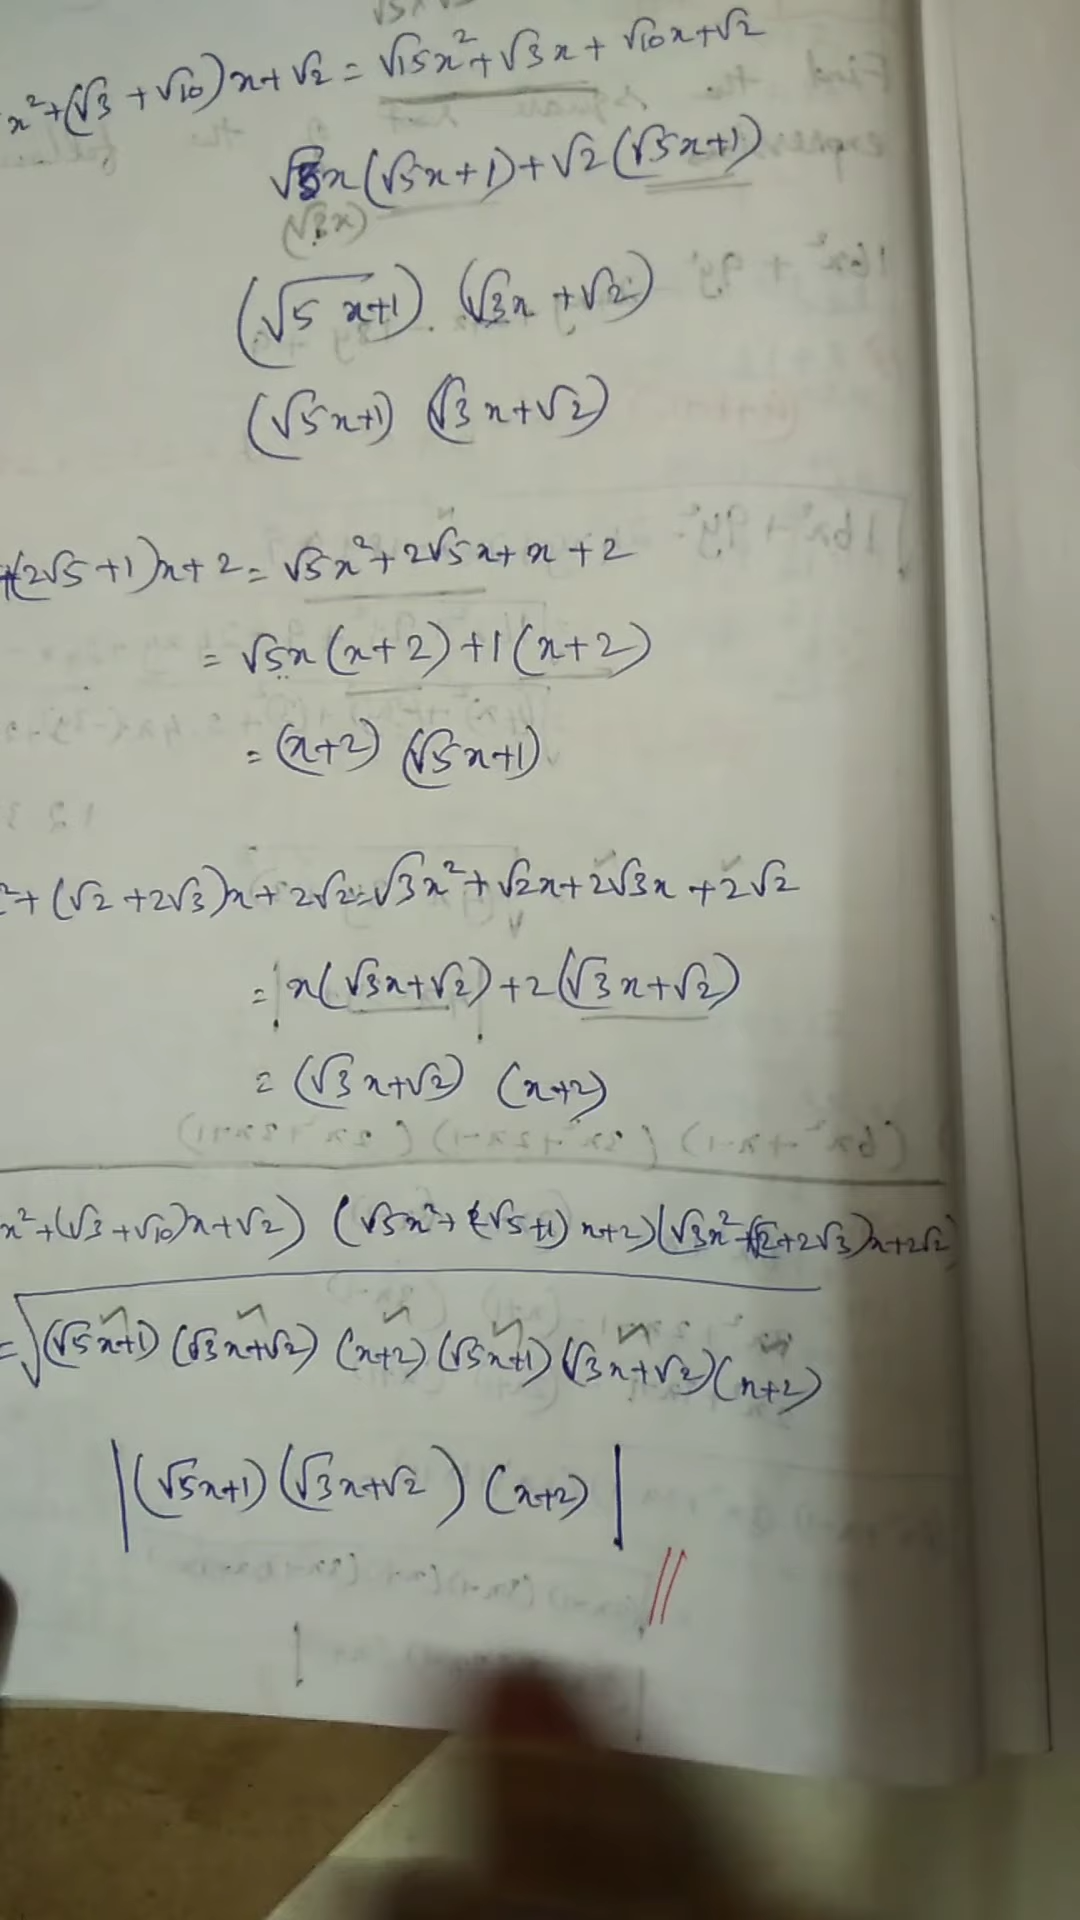 x²+(√3+√10)x+√2 = √15x²+√3x+√10x+√2
√3x(√5x+1)+√2(√5x+1)
(√3x)
(√5x+1) (√3x+√2)
(√5x+1) (√3x+√2)
+(2√5+1)x+2 = √5x²+2√5x+x+2
= √5x(x+2)+1(x+2)
= (x+2) (√5x+1)
²+(√2+2√3)x+2√2=√3x²+√2x+2√3x+2√2
= x(√3x+√2)+2(√3x+√2)
= (√3x+√2) (x+2)
x²+(√3+√10)x+√2) (√5x²+(2√5+1)x+2)(√3x²+(√2+2√3)x+2√2)
=√(√5x+1)(√3x+√2)(x+2)(√5x+1)(√3x+√2)(x+2)
|(√5x+1)(√3x+√2)(x+2)|